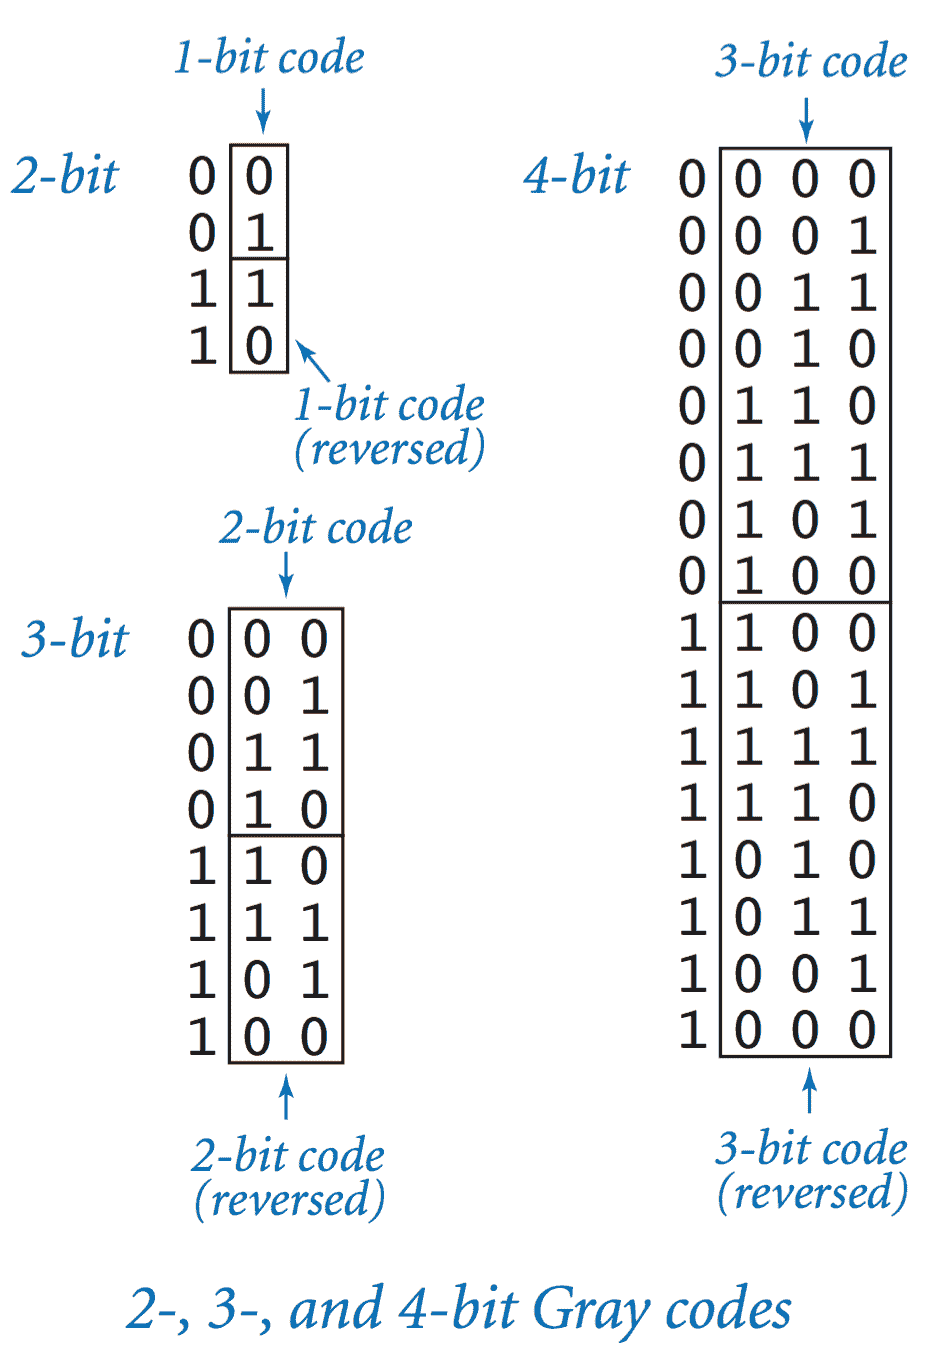 1-bit code
2-bit
0 0
0 1
1 1
1 0
1-bit code
(reversed)
2-bit code
3-bit
0 0 0
0 0 1
0 1 1
0 1 0
1 1 0
1 1 1
1 0 1
1 0 0
2-bit code
(reversed)
3-bit code
4-bit
0 0 0 0
0 0 0 1
0 0 1 1
0 0 1 0
0 1 1 0
0 1 1 1
0 1 0 1
0 1 0 0
1 1 0 0
1 1 0 1
1 1 1 1
1 1 1 0
1 0 1 0
1 0 1 1
1 0 0 1
1 0 0 0
3-bit code
(reversed)
2-, 3-, and 4-bit Gray codes